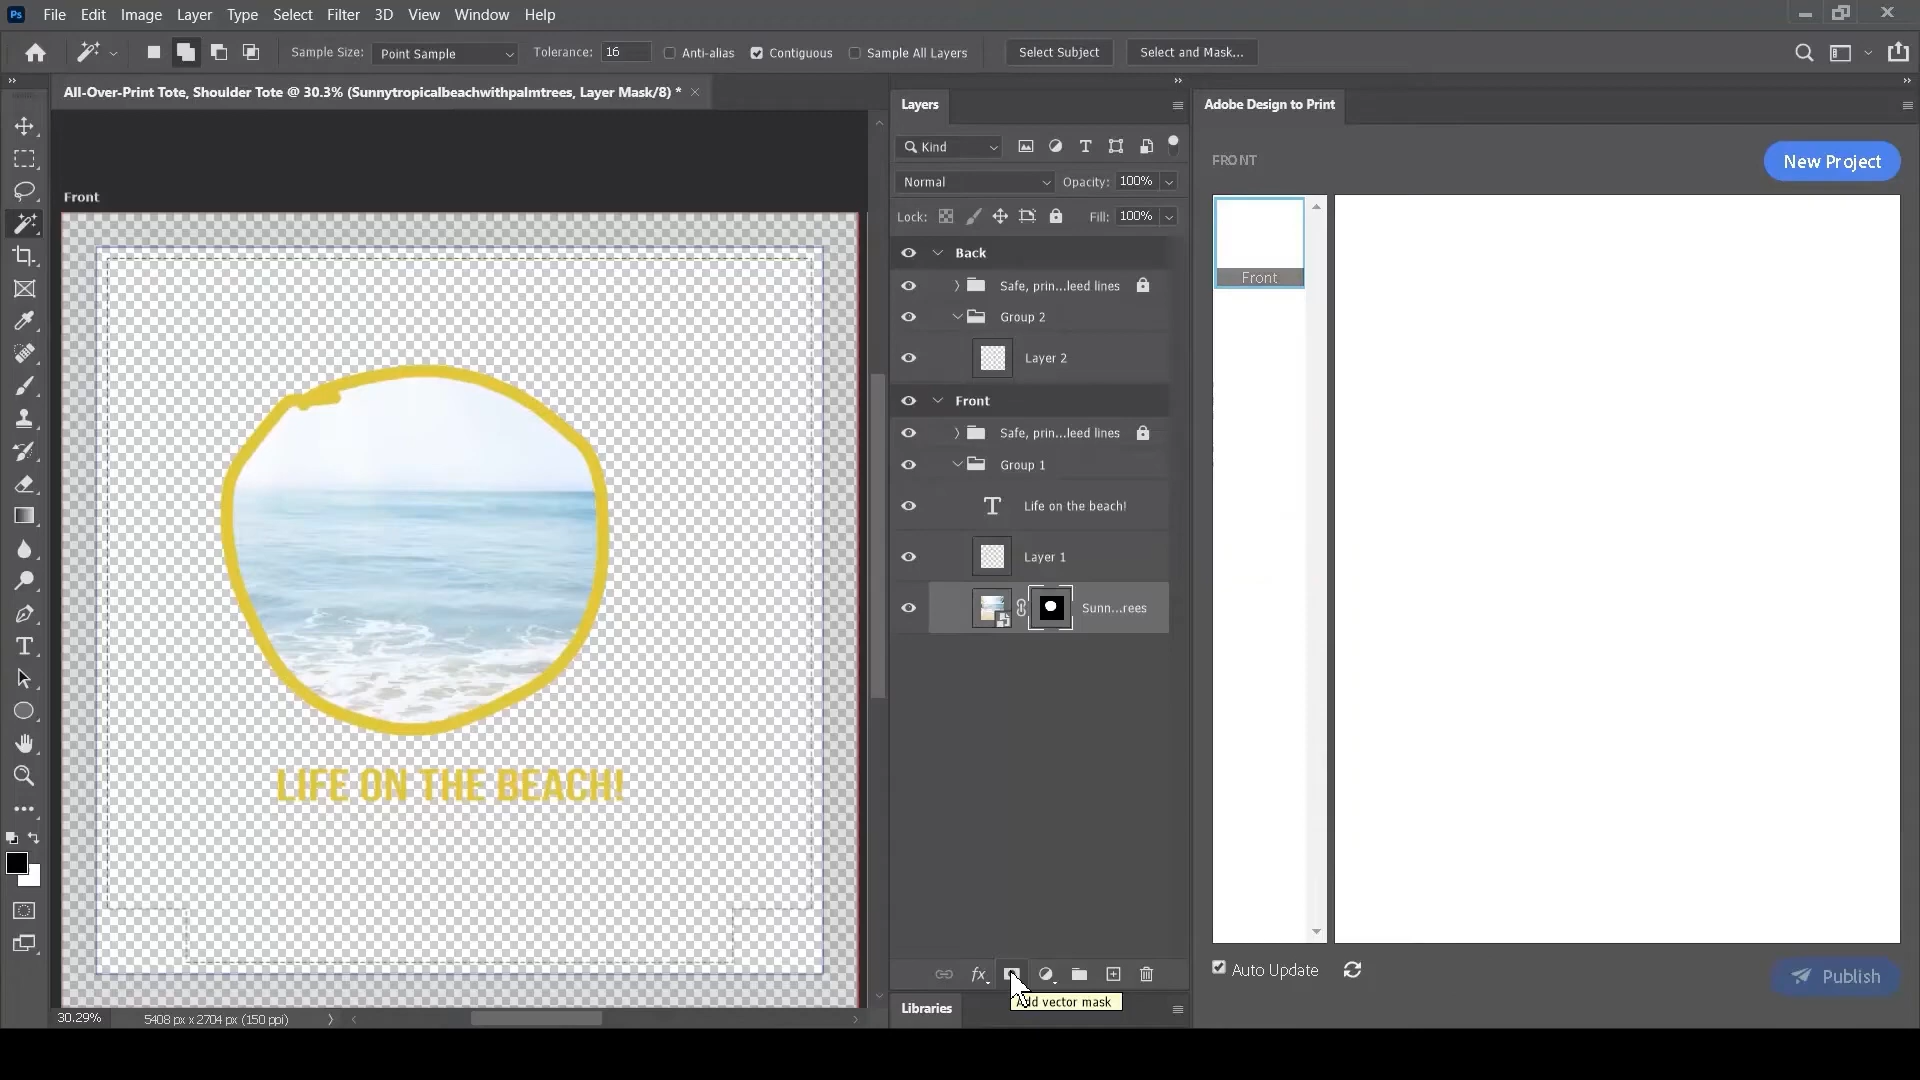 Ps File Edit Image Layer Type Select Filter 3D View Window Help
Sample Size: Point Sample Tolerance: 16 Anti-alias Contiguous Sample All Layers Select Subject Select and Mask...
All-Over-Print Tote, Shoulder Tote @ 30.3% (Sunnytropicalbeachwithpalmtrees, Layer Mask/8) *
Front
LIFE ON THE BEACH!
30.29% 5408 px x 2704 px (150 ppi)
Layers
Kind
Normal Opacity: 100%
Lock: Fill: 100%
Back
Safe, prin...leed lines
Group 2
Layer 2
Front
Safe, prin...leed lines
Group 1
Life on the beach!
Layer 1
Sunn...rees
fx
Add vector mask
Libraries
Adobe Design to Print
FRONT
New Project
Front
Auto Update
Publish